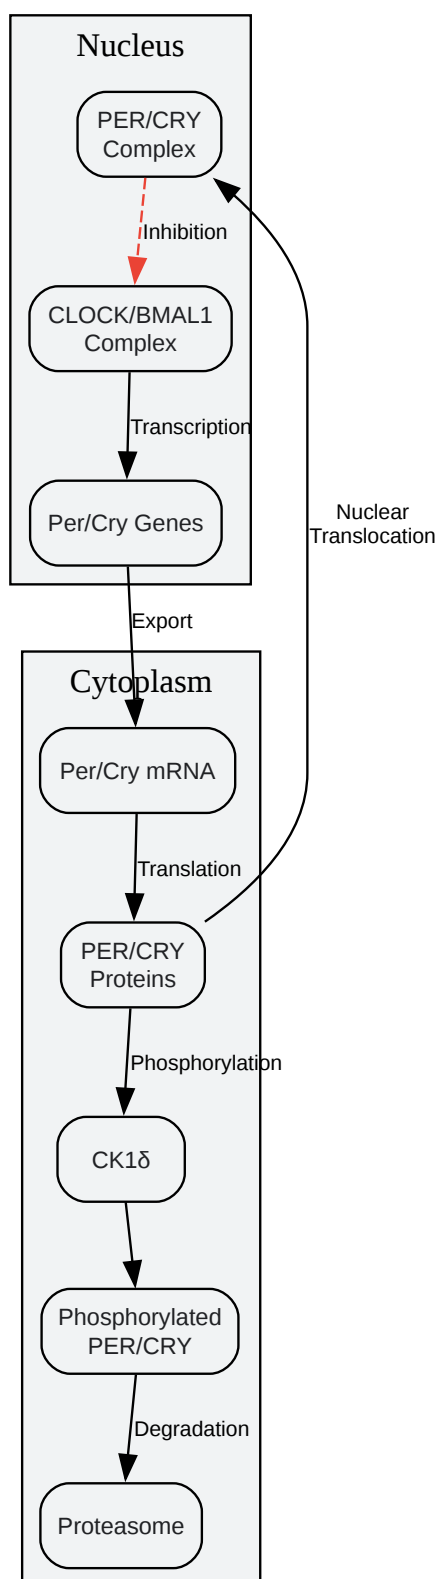 Nucleus
PER/CRY
Complex
Inhibition
CLOCK/BMAL1
Complex
Transcription
Per/Cry Genes
Nuclear
Translocation
Export
Cytoplasm
Per/Cry mRNA
Translation
PER/CRY
Proteins
Phosphorylation
CK1δ
Phosphorylated
PER/CRY
Degradation
Proteasome